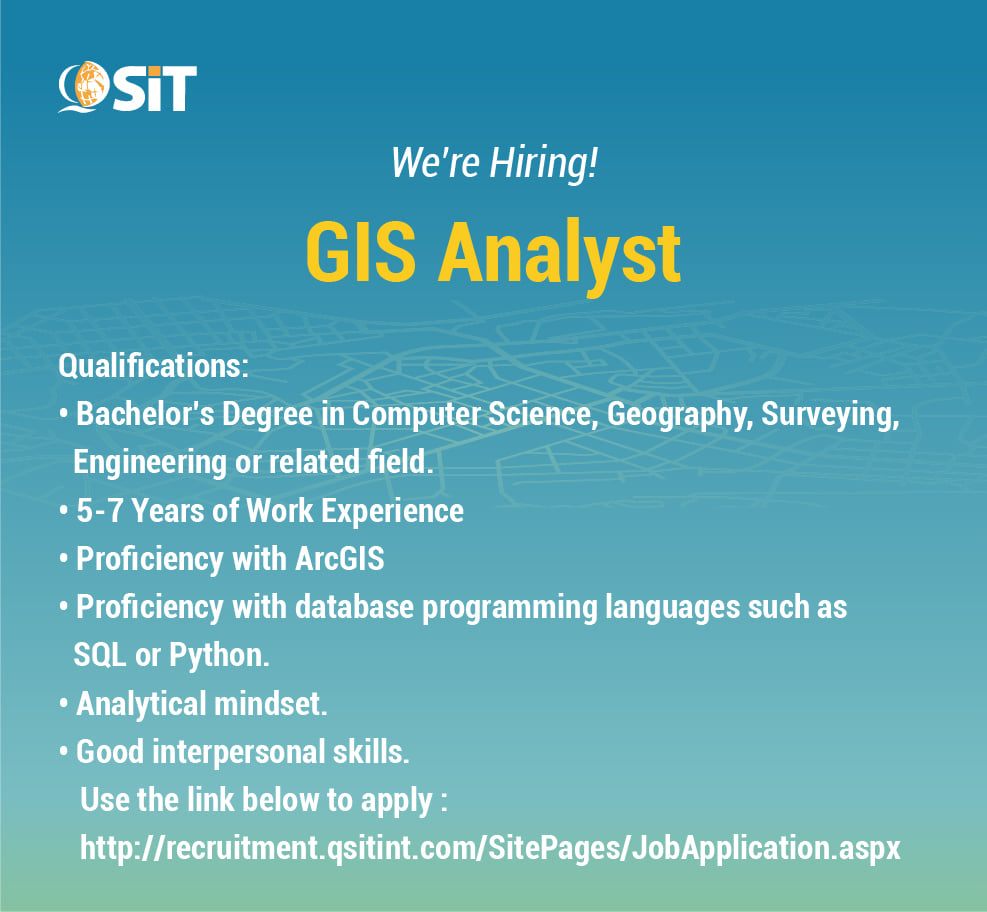 QSiT
We're Hiring!
GIS Analyst
Qualifications:
• Bachelor's Degree in Computer Science, Geography, Surveying,
Engineering or related field.
• 5-7 Years of Work Experience
• Proficiency with ArcGIS
• Proficiency with database programming languages such as
SQL or Python.
• Analytical mindset.
• Good interpersonal skills.
Use the link below to apply :
http://recruitment.qsitint.com/SitePages/JobApplication.aspx